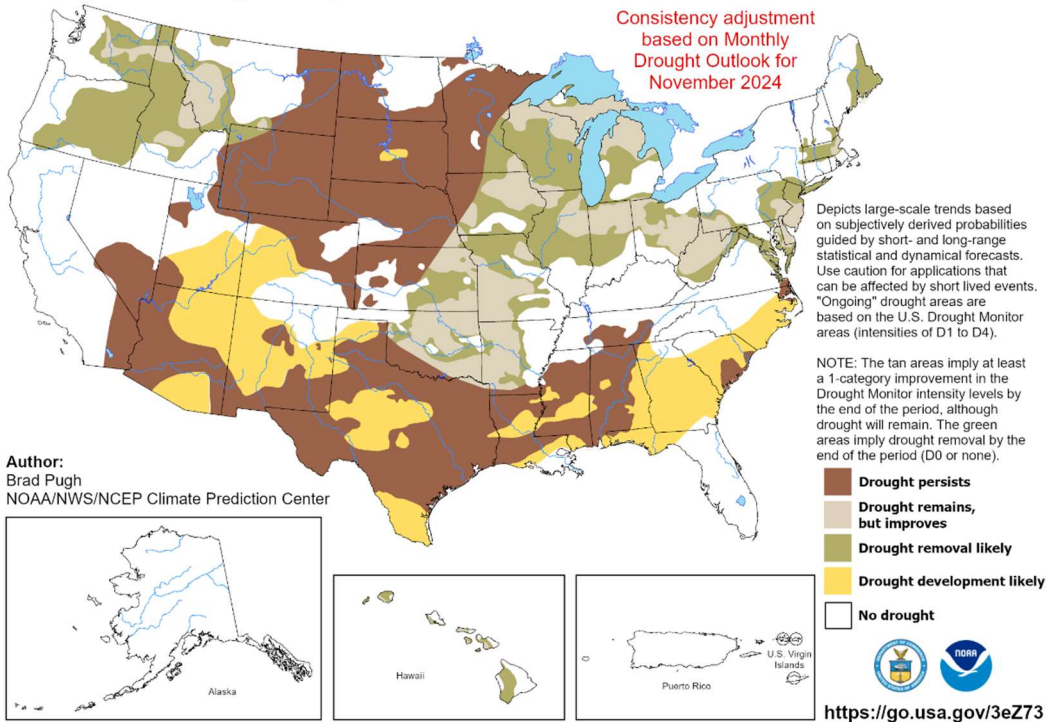 Consistency adjustment
based on Monthly
Drought Outlook for
November 2024
Depicts large-scale trends based
on subjectively derived probabilities
guided by short- and long-range
statistical and dynamical forecasts.
Use caution for applications that
can be affected by short lived events.
"Ongoing" drought areas are
based on the U.S. Drought Monitor
areas (intensities of D1 to D4).
NOTE: The tan areas imply at least
a 1-category improvement in the
Drought Monitor intensity levels by
the end of the period, although
drought will remain. The green
areas imply drought removal by the
end of the period (D0 or none).
Author:
Brad Pugh
NOAA/NWS/NCEP Climate Prediction Center
Drought persists
Drought remains,
but improves
Drought removal likely
Drought development likely
No drought
Alaska
Hawaii
Puerto Rico
U.S. Virgin
Islands
NOAA
https://go.usa.gov/3eZ73